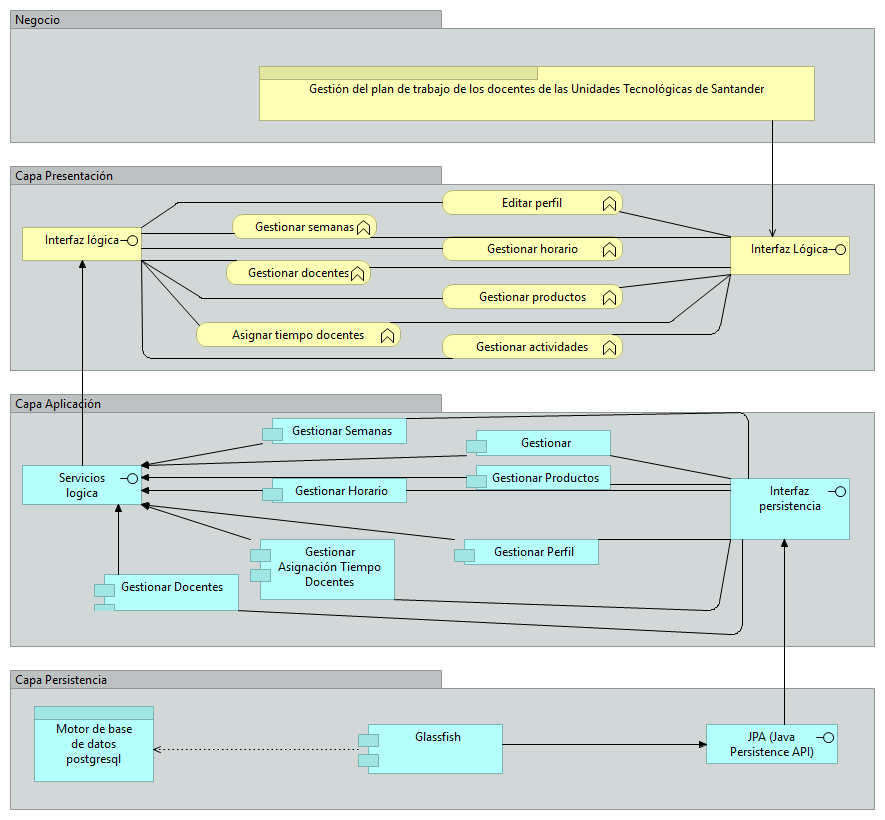 Negocio
Gestión del plan de trabajo de los docentes de las Unidades Tecnológicas de Santander
Capa Presentación
Editar perfil
Gestionar semanas
Interfaz lógica
Gestionar horario
Interfaz Lógica
Gestionar docentes
Gestionar productos
Asignar tiempo docentes
Gestionar actividades
Capa Aplicación
Gestionar Semanas
Gestionar
Servicios
logica
Gestionar Productos
Gestionar Horario
Interfaz
persistencia
Gestionar
Asignación Tiempo
Docentes
Gestionar Perfil
Gestionar Docentes
Capa Persistencia
Motor de base
de datos
postgresql
Glassfish
JPA (Java
Persistence API)